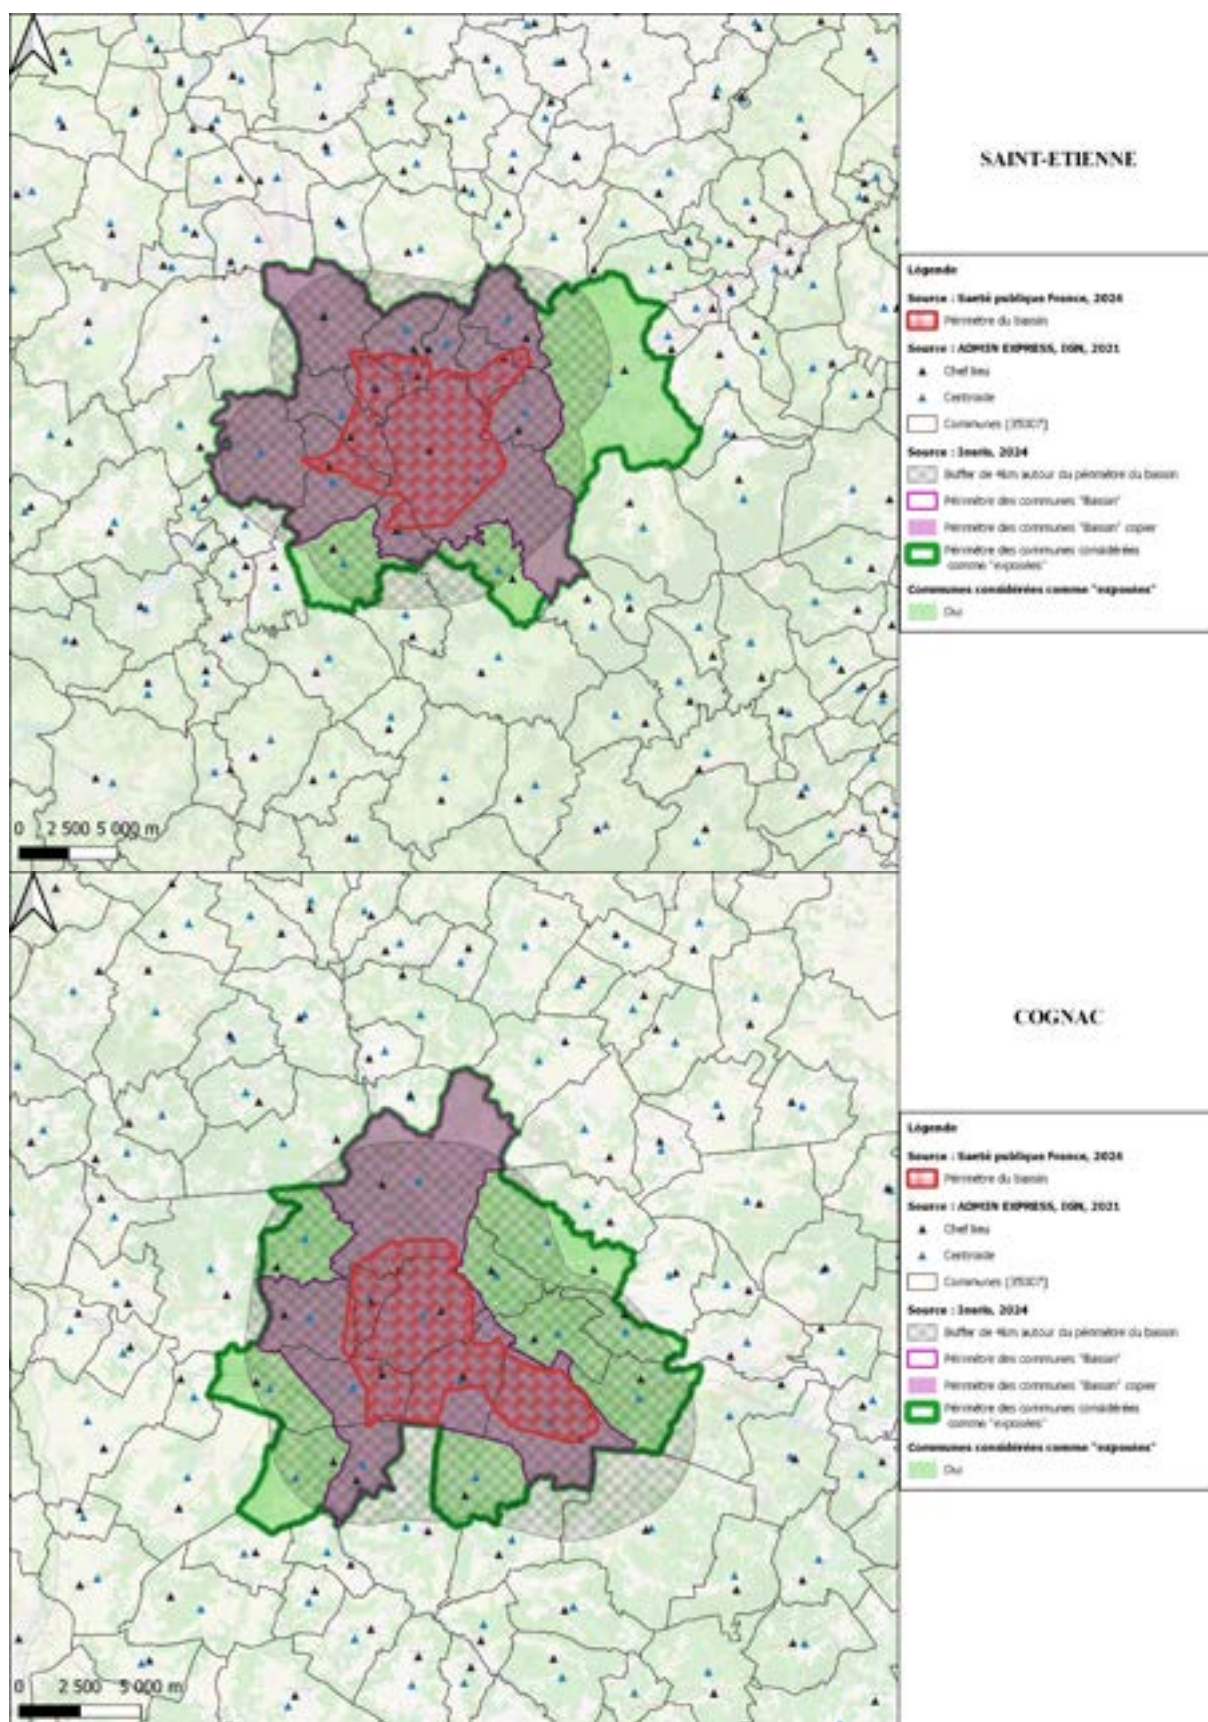 SAINT-ETIENNE
Légende
Source : Santé publique France, 2024
Périmètre du bassin
Source : ADMIN EXPRESS, IGN, 2021
Chef lieu
Centroide
Communes [35007]
Source : Ineris, 2024
Buffer de 4km autour du périmètre du bassin
Périmètre des communes "Bassin"
Périmètre des communes "Bassin" copier
Périmètre des communes considérées
comme "exposées"
Communes considérées comme "exposées"
Oui
0 2 500 5 000 m
COGNAC
Légende
Source : Santé publique France, 2024
Périmètre du bassin
Source : ADMIN EXPRESS, IGN, 2021
Chef lieu
Centroide
Communes [35007]
Source : Ineris, 2024
Buffer de 4km autour du périmètre du bassin
Périmètre des communes "Bassin"
Périmètre des communes "Bassin" copier
Périmètre des communes considérées
comme "exposées"
Communes considérées comme "exposées"
Oui
0 2 500 5 000 m